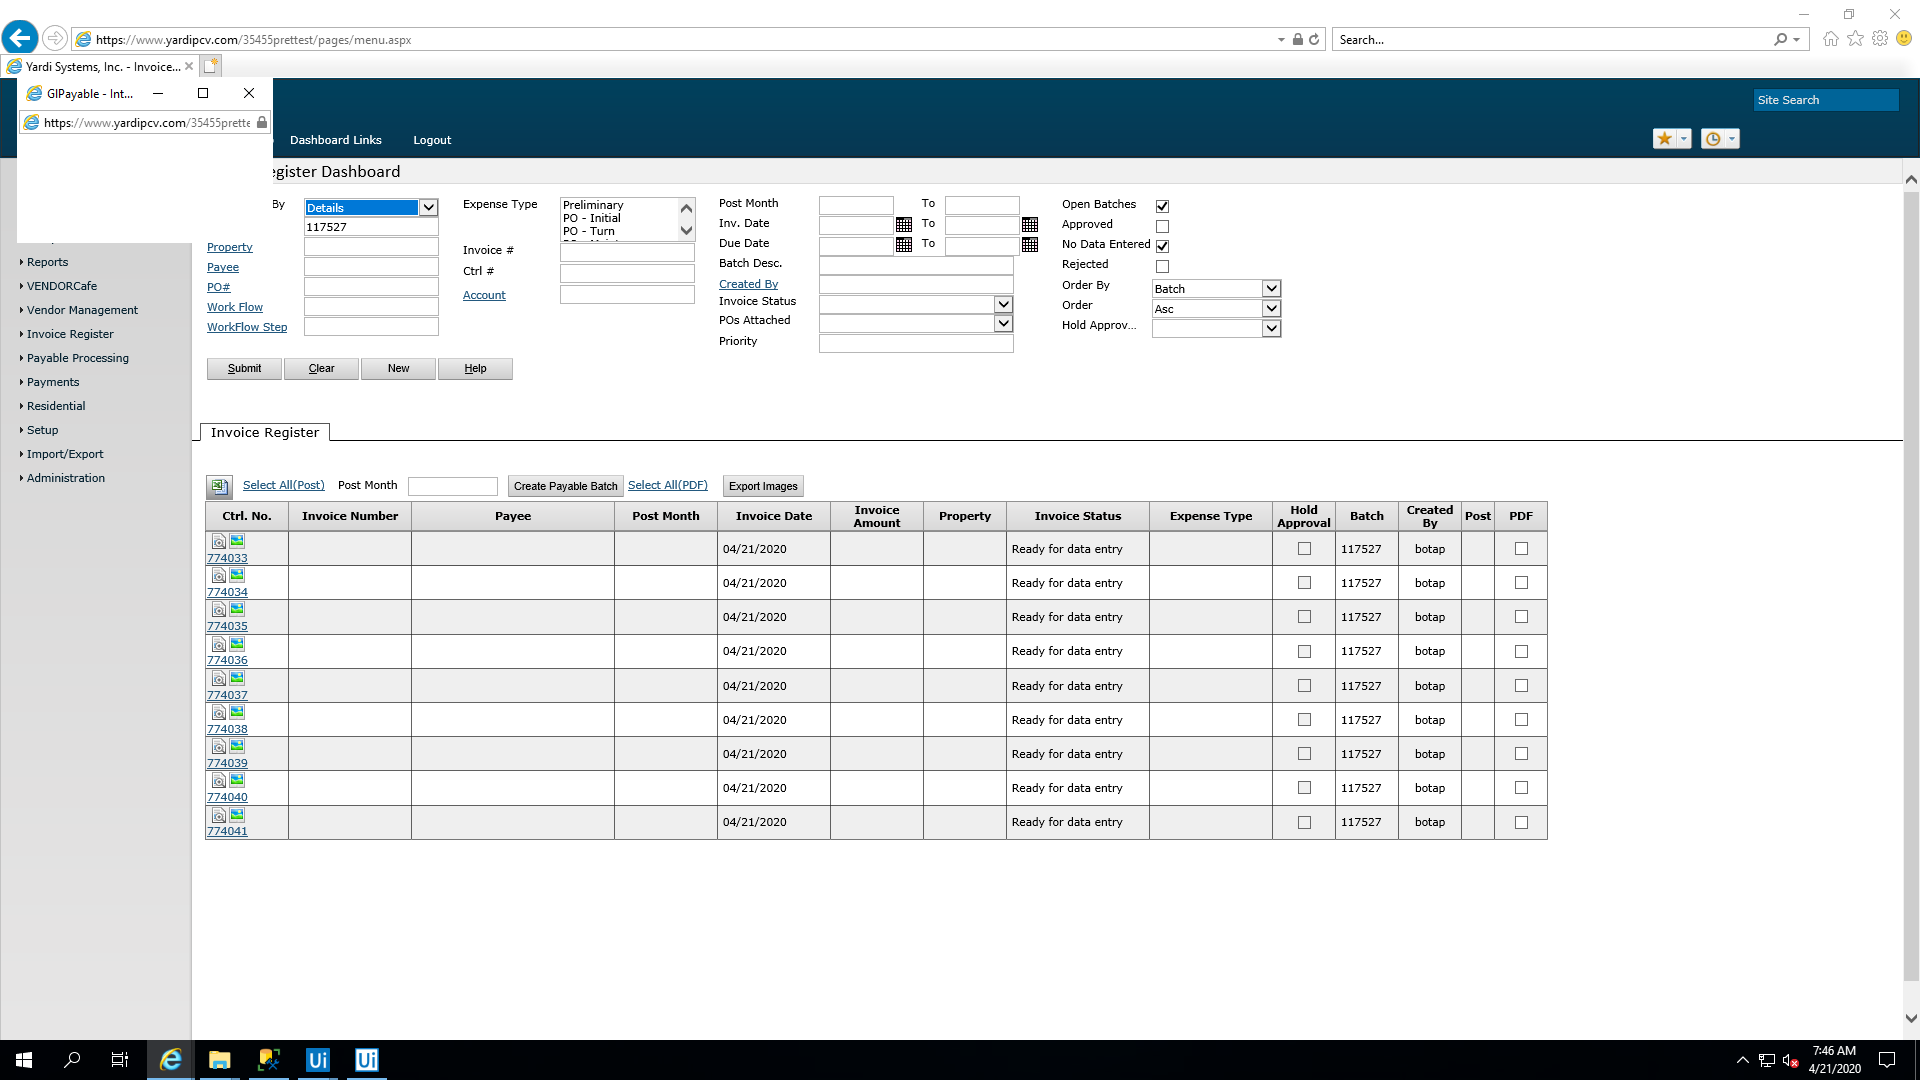 https://www.yardipcv.com/35455prettest/pages/menu.aspx
Search...
Yardi Systems, Inc. - Invoice...
GIPayable - Int...
https://www.yardipcv.com/35455prette
Site Search
Dashboard Links
Logout
egister Dashboard
By
Details
117527
Property
Payee
PO#
Work Flow
WorkFlow Step
Expense Type
Preliminary
PO - Initial
PO - Turn
Invoice #
Ctrl #
Account
Post Month
To
Inv. Date
To
Due Date
To
Batch Desc.
Created By
Invoice Status
POs Attached
Priority
Open Batches
Approved
No Data Entered
Rejected
Order By
Batch
Order
Asc
Hold Approv...
Reports
VENDORCafe
Vendor Management
Invoice Register
Payable Processing
Payments
Residential
Setup
Import/Export
Administration
Submit
Clear
New
Help
Invoice Register
Select All(Post)
Post Month
Create Payable Batch
Select All(PDF)
Export Images
Ctrl. No. Invoice Number Payee Post Month Invoice Date Invoice Amount Property Invoice Status Expense Type Hold Approval Batch Created By Post PDF
774033 04/21/2020 Ready for data entry 117527 botap
774034 04/21/2020 Ready for data entry 117527 botap
774035 04/21/2020 Ready for data entry 117527 botap
774036 04/21/2020 Ready for data entry 117527 botap
774037 04/21/2020 Ready for data entry 117527 botap
774038 04/21/2020 Ready for data entry 117527 botap
774039 04/21/2020 Ready for data entry 117527 botap
774040 04/21/2020 Ready for data entry 117527 botap
774041 04/21/2020 Ready for data entry 117527 botap
Ui
Ui
7:46 AM
4/21/2020